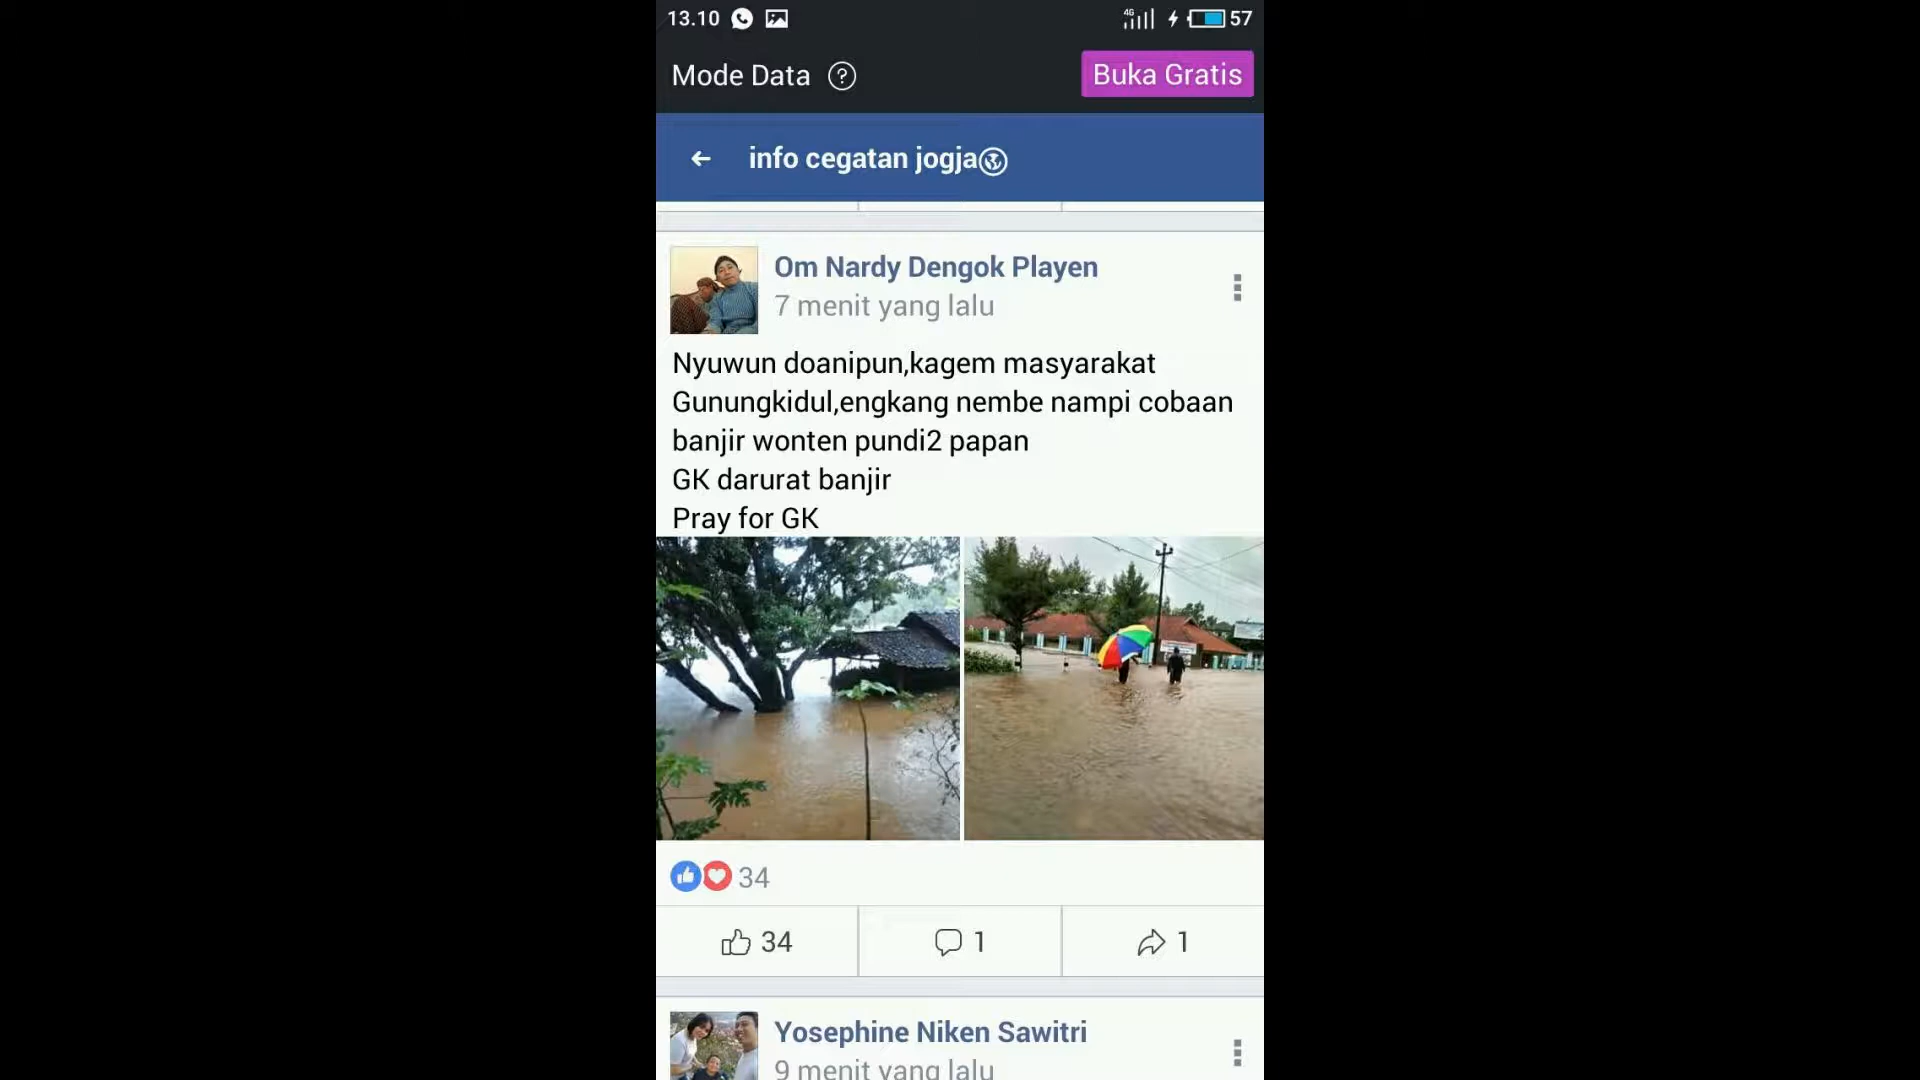 13.10
4G
57
Mode Data ?
Buka Gratis
info cegatan jogja
Om Nardy Dengok Playen
7 menit yang lalu
Nyuwun doanipun,kagem masyarakat
Gunungkidul,engkang nembe nampi cobaan
banjir wonten pundi2 papan
GK darurat banjir
Pray for GK
34
34
1
1
Yosephine Niken Sawitri
9 menit yang lalu